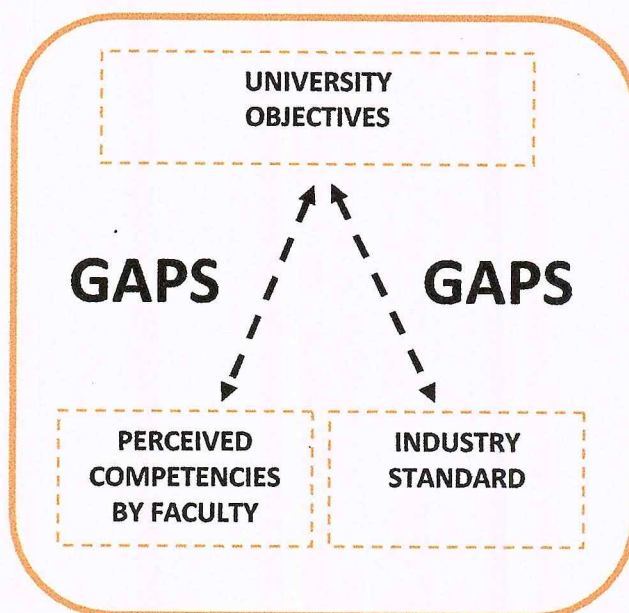 UNIVERSITY
OBJECTIVES
GAPS
GAPS
PERCEIVED
COMPETENCIES
BY FACULTY
INDUSTRY
STANDARD